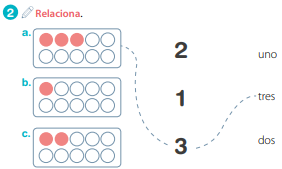 2 Relaciona.
a.
2
uno
b.
1
tres
c.
3
dos